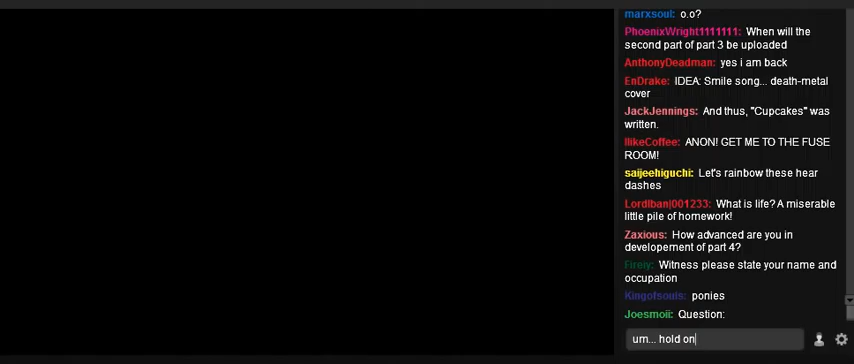 marxsoul: o.o?
PhoenixWright1111111: When will the
second part of part 3 be uploaded
AnthonyDeadman: yes i am back
EnDrake: IDEA: Smile song... death-metal
cover
JackJennings: And thus, "Cupcakes" was
written.
IlikeCoffee: ANON! GET ME TO THE FUSE
ROOM!
saijeehiguchi: Let's rainbow these hear
dashes
LordIban|001233: What is life? A miserable
little pile of homework!
Zaxious: How advanced are you in
developement of part 4?
Witness please state your name and
occupation
Kingofsouls: ponies
Joesmoii: Question:
um... hold on